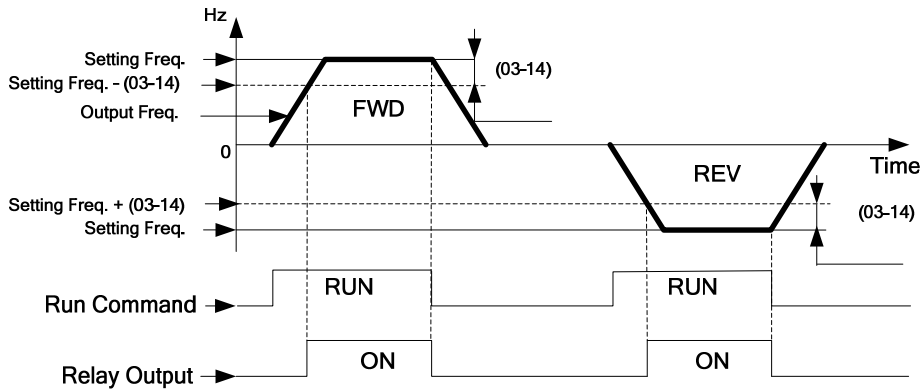 Hz
Setting Freq.
Setting Freq. - (03-14)
(03-14)
Output Freq.
FWD
0
Time
REV
Setting Freq. + (03-14)
(03-14)
Setting Freq.
Run Command
RUN
RUN
Relay Output
ON
ON